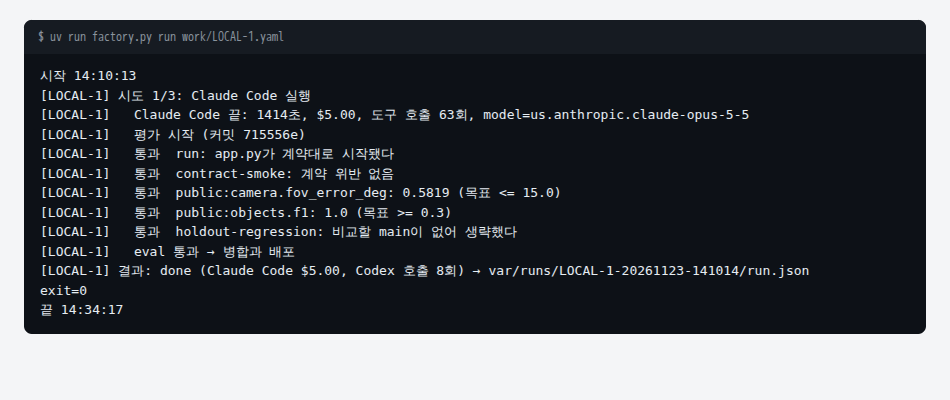 $ uv run factory.py run work/LOCAL-1.yaml
시작 14:10:13
[LOCAL-1] 시도 1/3: Claude Code 실행
[LOCAL-1]   Claude Code 끝: 1414초, $5.00, 도구 호출 63회, model=us.anthropic.claude-opus-5-5
[LOCAL-1]   평가 시작 (커밋 715556e)
[LOCAL-1]   통과  run: app.py가 계약대로 시작됐다
[LOCAL-1]   통과  contract-smoke: 계약 위반 없음
[LOCAL-1]   통과  public:camera.fov_error_deg: 0.5819 (목표 <= 15.0)
[LOCAL-1]   통과  public:objects.f1: 1.0 (목표 >= 0.3)
[LOCAL-1]   통과  holdout-regression: 비교할 main이 없어 생략했다
[LOCAL-1]   eval 통과 → 병합과 배포
[LOCAL-1] 결과: done (Claude Code $5.00, Codex 호출 8회) → var/runs/LOCAL-1-20261123-141014/run.json
exit=0
끝 14:34:17